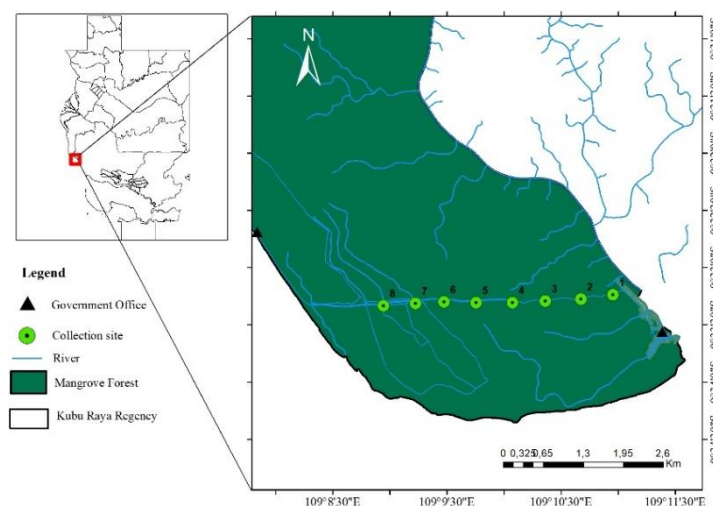 N
Legend
Government Office
Collection site
River
Mangrove Forest
Kubu Raya Regency
8 7 6 5 4 3 2 1
0 0,325 0,65 1,3 1,95 2,6
Km
109°8'30"E 109°9'30"E 109°10'30"E 109°11'30"E